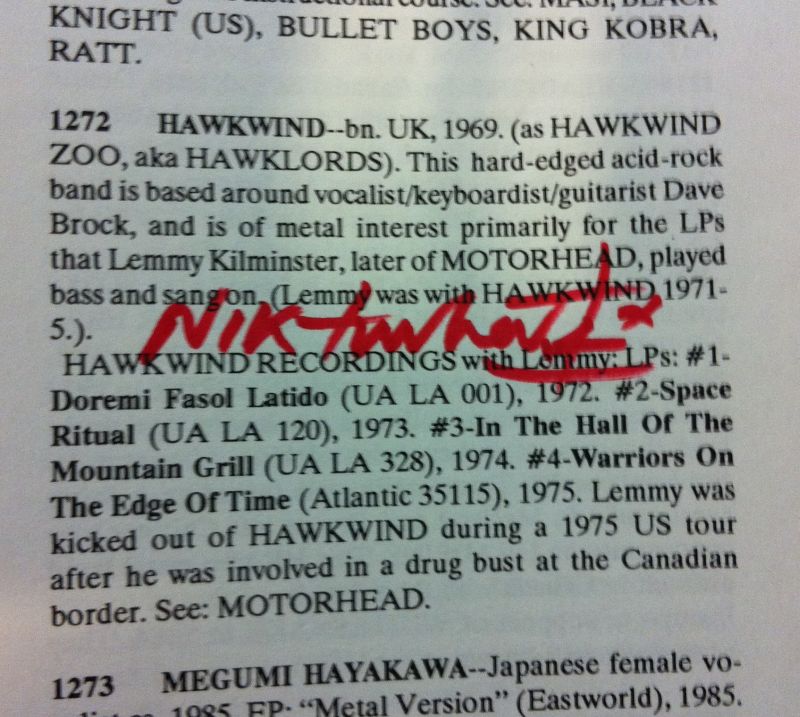 KNIGHT (US), BULLET BOYS, KING KOBRA,
RATT.
1272 HAWKWIND--bn. UK, 1969. (as HAWKWIND
ZOO, aka HAWKLORDS). This hard-edged acid-rock
band is based around vocalist/keyboardist/guitarist Dave
Brock, and is of metal interest primarily for the LPs
that Lemmy Kilminster, later of MOTORHEAD, played
bass and sang on. (Lemmy was with HAWKWIND 1971-
5.).
Nik
HAWKWIND RECORDINGS with Lemmy: LPs: #1-
Doremi Fasol Latido (UA LA 001), 1972. #2-Space
Ritual (UA LA 120), 1973. #3-In The Hall Of The
Mountain Grill (UA LA 328), 1974. #4-Warriors On
The Edge Of Time (Atlantic 35115), 1975. Lemmy was
kicked out of HAWKWIND during a 1975 US tour
after he was involved in a drug bust at the Canadian
border. See: MOTORHEAD.
1273 MEGUMI HAYAKAWA--Japanese female vo-
1985. EP: "Metal Version" (Eastworld), 1985.